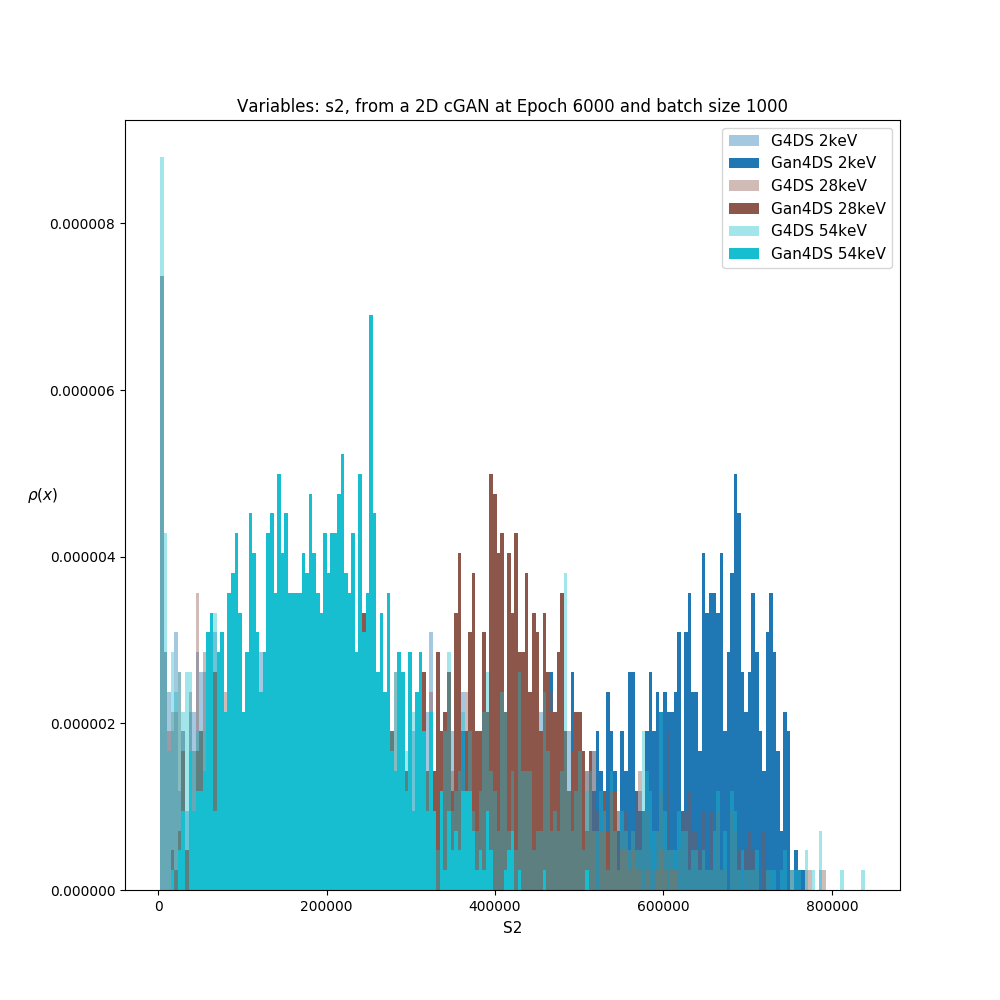 Variables: s2, from a 2D cGAN at Epoch 6000 and batch size 1000
G4DS 2keV
Gan4DS 2keV
G4DS 28keV
Gan4DS 28keV
G4DS 54keV
Gan4DS 54keV
0.000008
0.000006
ρ(x)
0.000004
0.000002
0.000000
0 200000 400000 600000 800000
S2